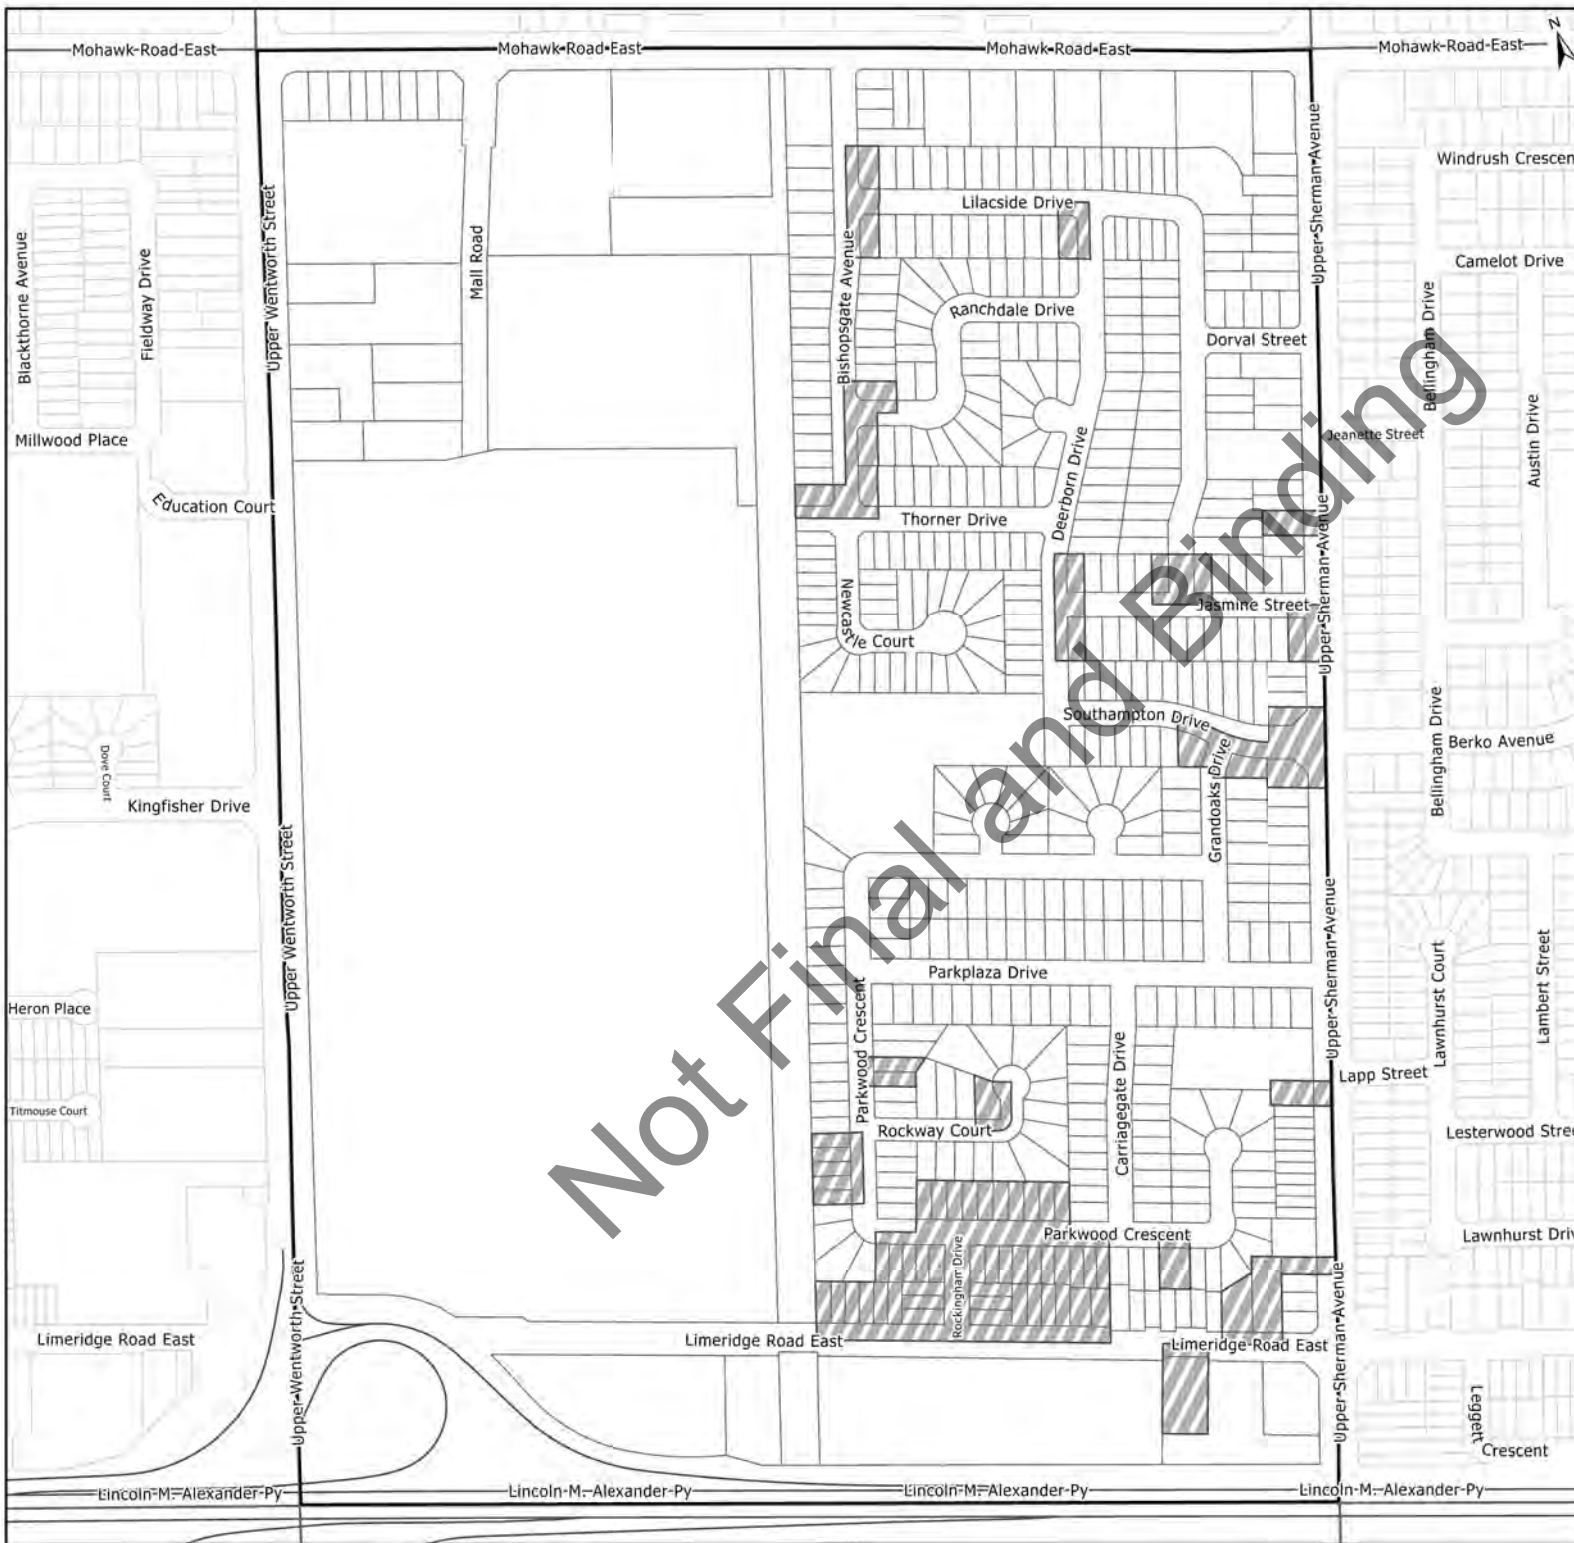 Mohawk Road East
Mohawk Road East
Mohawk Road East
Mohawk Road East
Z
Windrush Crescen
Upper Sherman Avenue
Upper Wentworth Street
Lilacside Drive
Mall Road
Blackthorne Avenue
Fieldway Drive
Bishopsgate Avenue
Camelot Drive
Bellingham Drive
Ranchdale Drive
Dorval Street
Millwood Place
Jeanette Street
Austin Drive
Education Court
Deerborn Drive
Thorner Drive
Upper Sherman Avenue
Newcastle Court
Jasmine Street
Southampton Drive
Bellingham Drive
Berko Avenue
Dove Court
Kingfisher Drive
Grandoaks Drive
Upper Wentworth Street
Not Final and Binding
Upper Sherman Avenue
Parkplaza Drive
Heron Place
Parkwood Crescent
Lawnhurst Court
Lambert Street
Carriagegate Drive
Lapp Street
Titmouse Court
Rockway Court
Lesterwood Stree
Parkwood Crescent
Lawnhurst Driv
Rockingham Drive
Upper Wentworth Street
Upper Sherman Avenue
Limeridge Road East
Limeridge Road East
Limeridge Road East
Leggett
Crescent
Lincoln M. Alexander Py
Lincoln M. Alexander Py
Lincoln M. Alexander Py
Lincoln M. Alexander Py